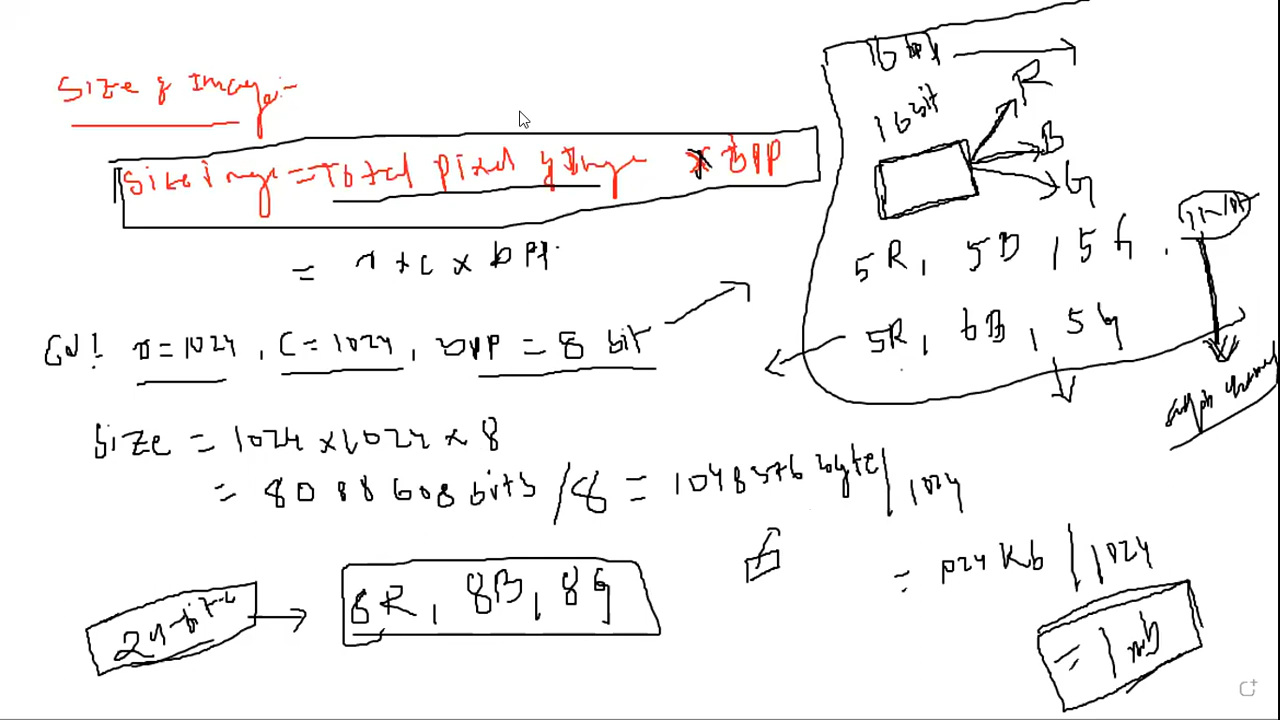 Size of Image:-
Size image = Total pixel of Image x bpp
= r x c x bpp.
r = 1024, C = 1024, bpp = 8 bit
Size = 1024 x 1024 x 8
= 8088608 bits / 8 = 1048576 byte / 1024
= 1024 Kb / 1024
= 1 mb
24-bit
8R, 8B, 8G
16 bpp
16 bit
R
B
G
5R, 5B, 5G,
5R, 6B, 5G